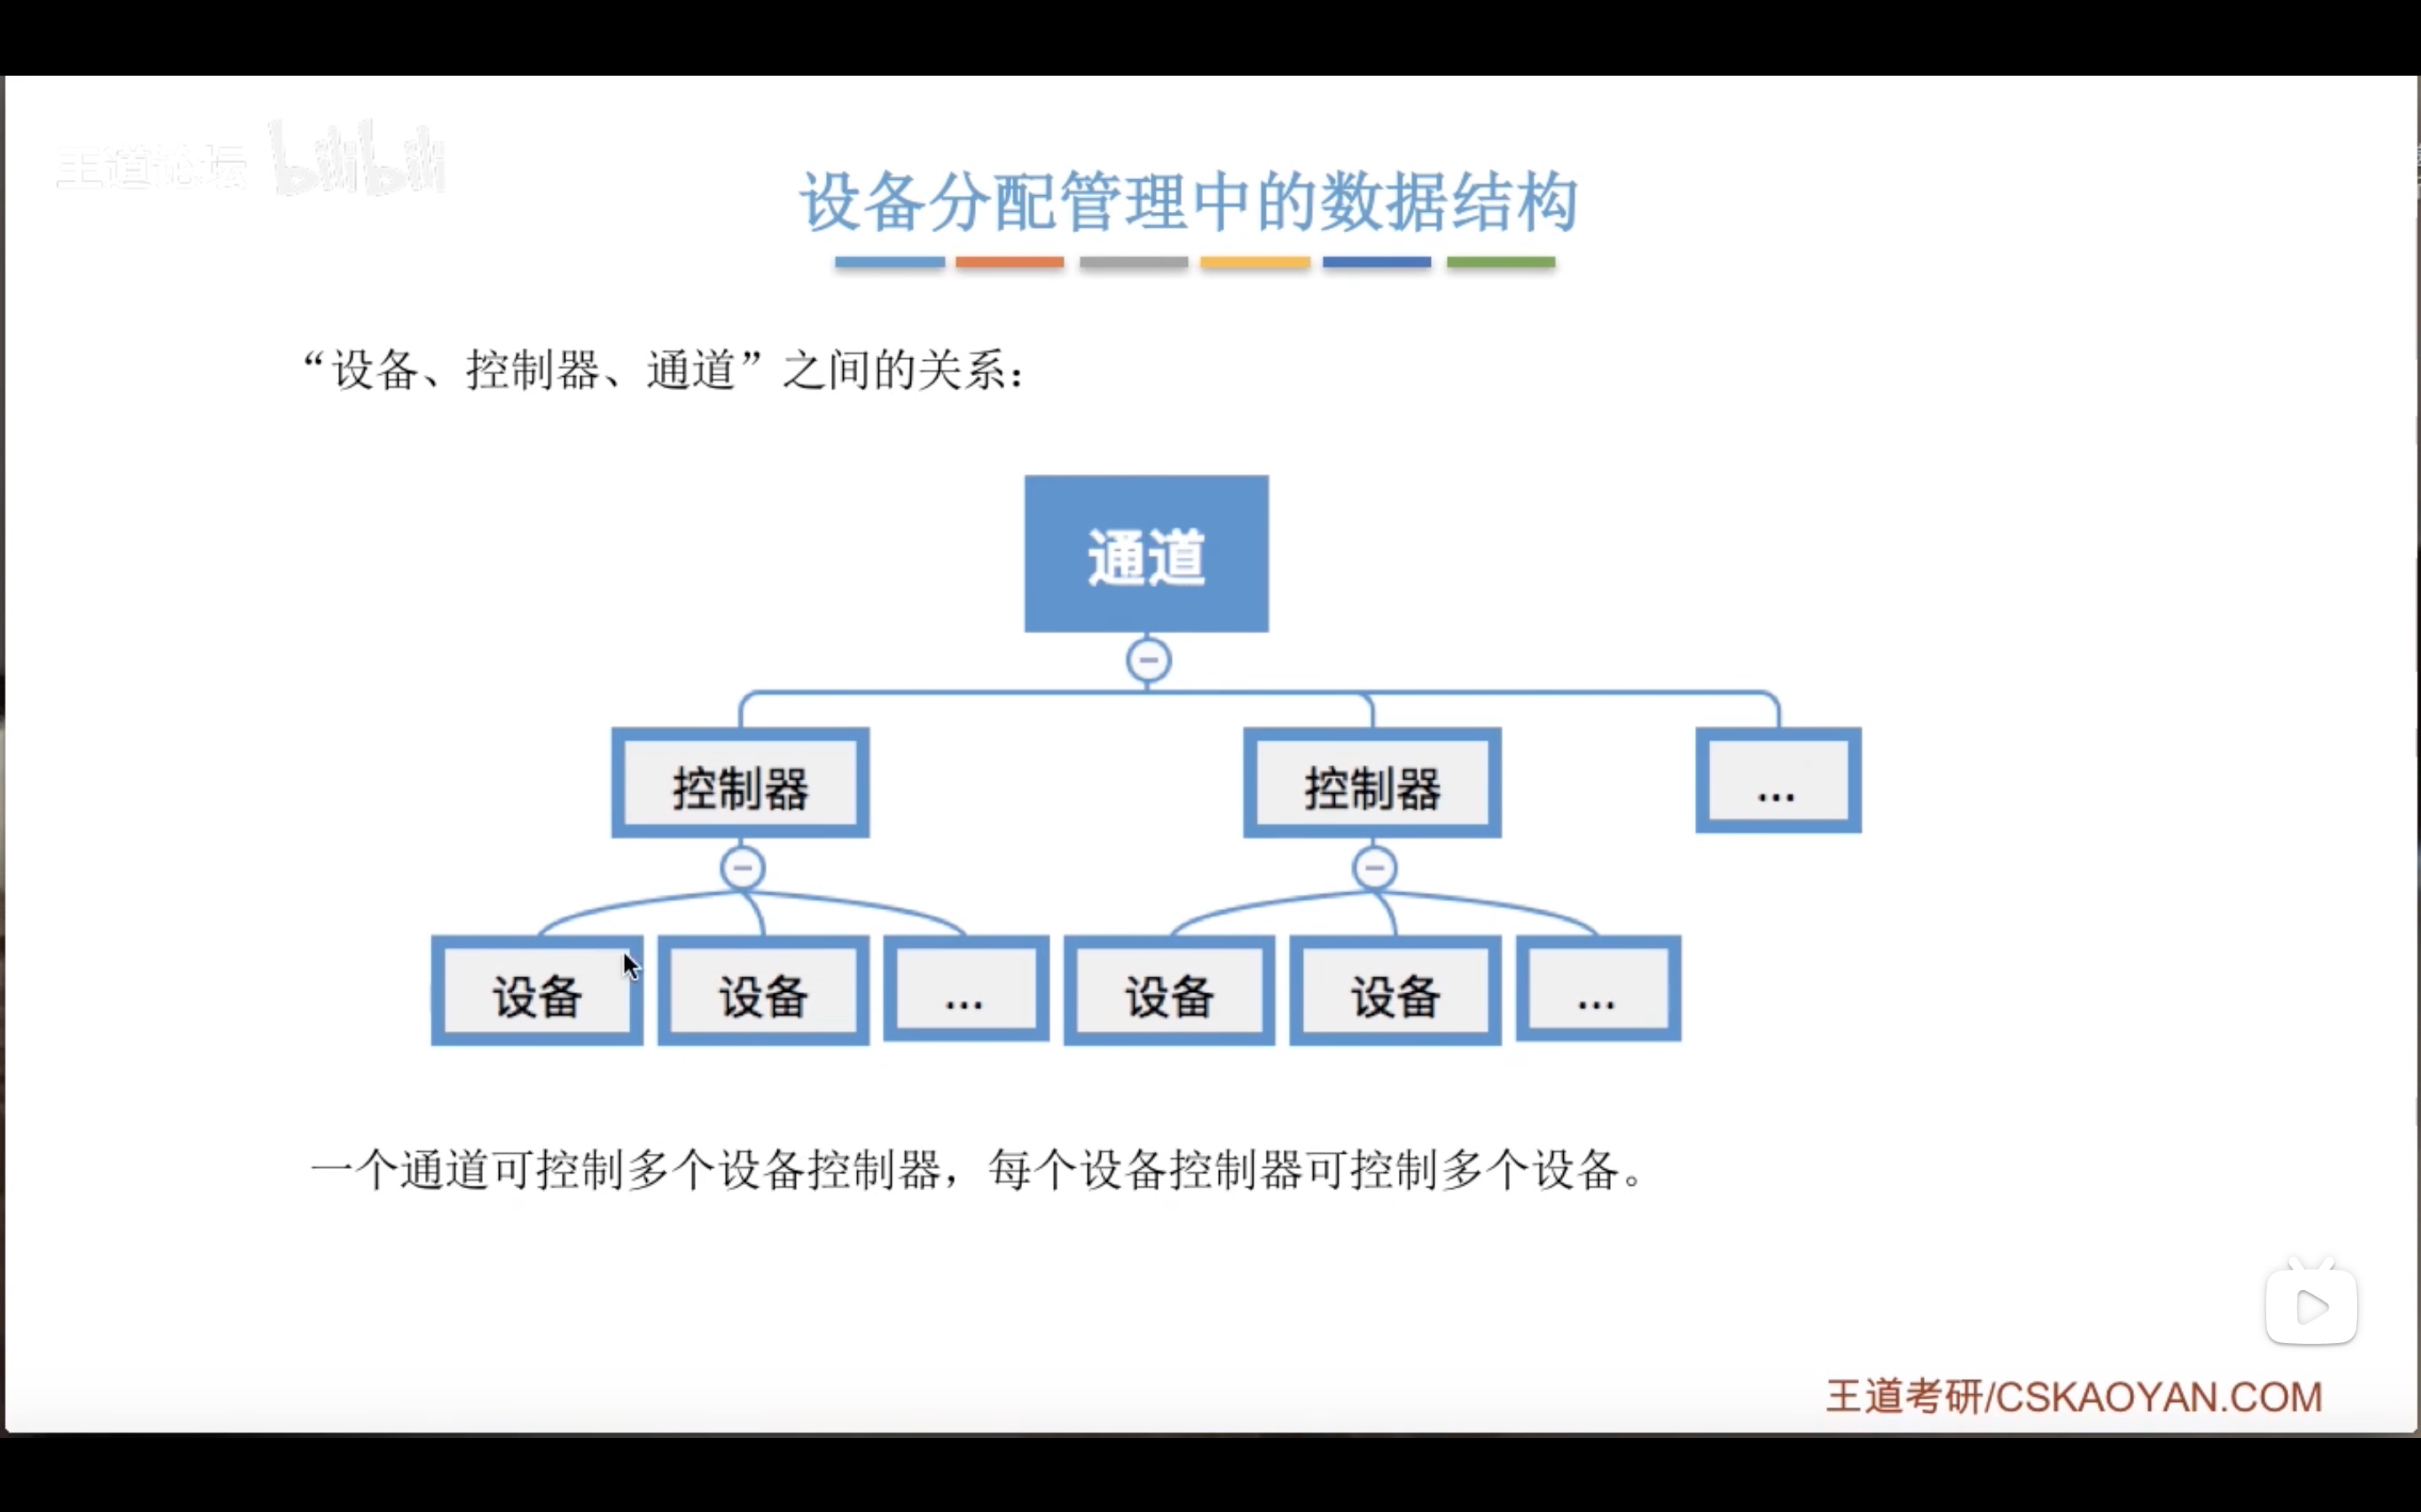 王道论坛 bilibili
设备分配管理中的数据结构
“设备、控制器、通道”之间的关系：
通道
控制器 控制器 ...
设备 设备 ... 设备 设备 ...
一个通道可控制多个设备控制器，每个设备控制器可控制多个设备。
王道考研/CSKAOYAN.COM